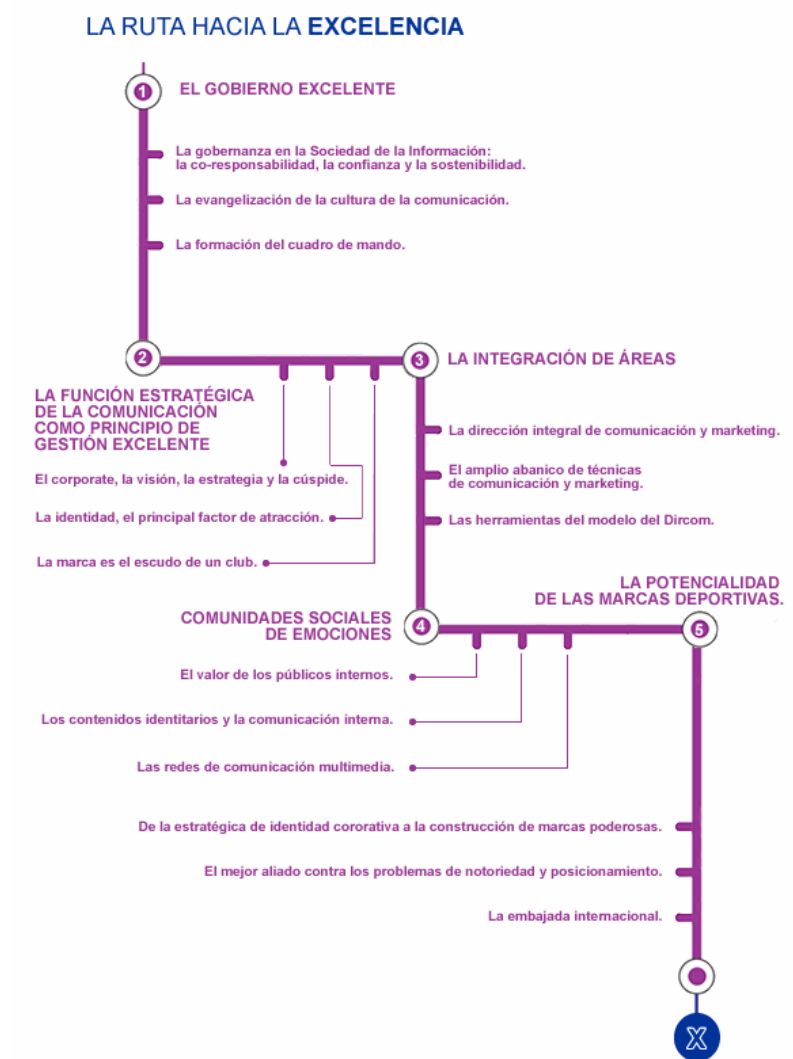 LA RUTA HACIA LA EXCELENCIA
1
EL GOBIERNO EXCELENTE
La gobernanza en la Sociedad de la Información:
la co-responsabilidad, la confianza y la sostenibilidad.
La evangelización de la cultura de la comunicación.
La formación del cuadro de mando.
2
LA FUNCIÓN ESTRATÉGICA
DE LA COMUNICACIÓN
COMO PRINCIPIO DE
GESTIÓN EXCELENTE
El corporate, la visión, la estrategia y la cúspide.
La identidad, el principal factor de atracción.
La marca es el escudo de un club.
3
LA INTEGRACIÓN DE ÁREAS
La dirección integral de comunicación y marketing.
El amplio abanico de técnicas
de comunicación y marketing.
Las herramientas del modelo del Dircom.
4
COMUNIDADES SOCIALES
DE EMOCIONES
El valor de los públicos internos.
Los contenidos identitarios y la comunicación interna.
Las redes de comunicación multimedia.
LA POTENCIALIDAD
DE LAS MARCAS DEPORTIVAS.
5
De la estratégica de identidad cororativa a la construcción de marcas poderosas.
El mejor aliado contra los problemas de notoriedad y posicionamiento.
La embajada internacional.
X